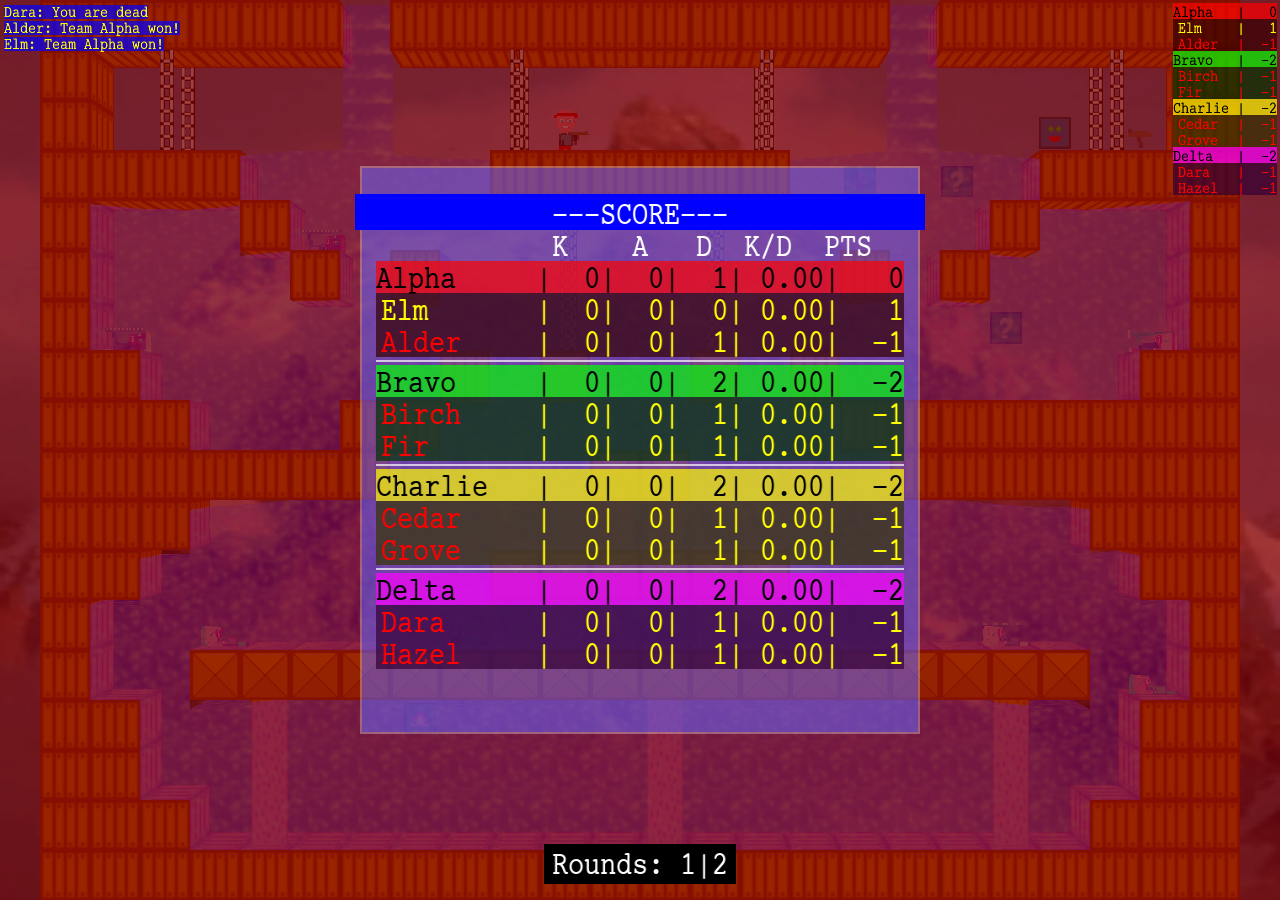 Dara: You are dead
Alder: Team Alpha won!
Elm: Team Alpha won!
Alpha | 0
Elm | 1
Alder | -1
Bravo | -2
Birch | -1
Fir | -1
Charlie | -2
Cedar | -1
Grove | -1
Delta | -2
Dara | -1
Hazel | -1
---SCORE---
K A D K/D PTS
Alpha | 0| 0| 1| 0.00| 0
Elm | 0| 0| 0| 0.00| 1
Alder | 0| 0| 1| 0.00| -1
Bravo | 0| 0| 2| 0.00| -2
Birch | 0| 0| 1| 0.00| -1
Fir | 0| 0| 1| 0.00| -1
Charlie | 0| 0| 2| 0.00| -2
Cedar | 0| 0| 1| 0.00| -1
Grove | 0| 0| 1| 0.00| -1
Delta | 0| 0| 2| 0.00| -2
Dara | 0| 0| 1| 0.00| -1
Hazel | 0| 0| 1| 0.00| -1
?
?
Rounds: 1|2